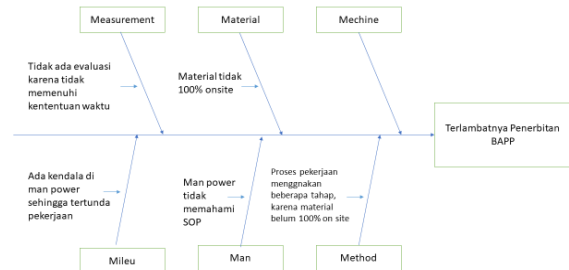 Measurement
Material
Mechine
Tidak ada evaluasi
karena tidak
memenuhi
kententuan waktu
Material tidak
100% onsite
Terlambatnya Penerbitan
BAPP
Ada kendala di
man power
sehingga tertunda
pekerjaan
Man power
tidak
memahami
SOP
Proses pekerjaan
menggnakan
beberapa tahap,
karena material
belum 100% on site
Mileu
Man
Method